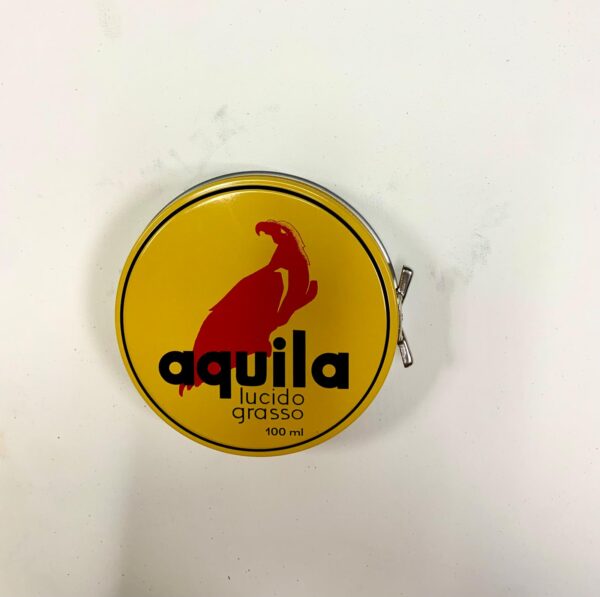 aquila
lucido
grasso
100 ml